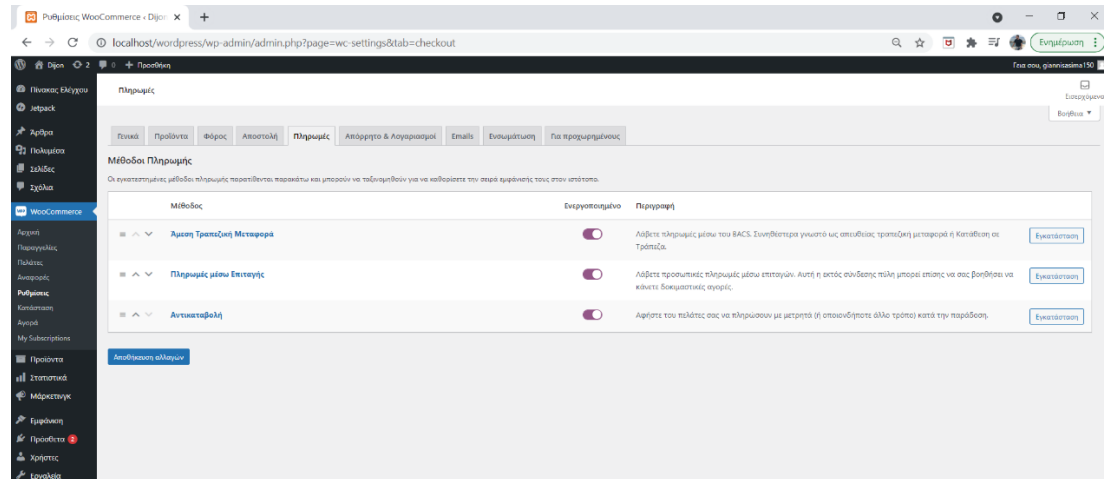 Ρυθμίσεις WooCommerce ‹ Dijon
localhost/wordpress/wp-admin/admin.php?page=wc-settings&tab=checkout
Ενημέρωση
Dijon 2 0 + Προσθήκη
Γεια σου, giannisasima150
Πίνακας Ελέγχου
Jetpack
Άρθρα
Πολυμέσα
Σελίδες
Σχόλια
WooCommerce
Αρχική
Παραγγελίες
Πελάτες
Αναφορές
Ρυθμίσεις
Κατάσταση
Αγορά
My Subscriptions
Προϊόντα
Στατιστικά
Μάρκετινγκ
Εμφάνιση
Πρόσθετα 2
Χρήστες
Εργαλεία
Πληρωμές
Εισερχόμενα
Βοήθεια
Γενικά Προϊόντα Φόρος Αποστολή Πληρωμές Απόρρητο & Λογαριασμοί Emails Ενσωμάτωση Για προχωρημένους
Μέθοδοι Πληρωμής
Οι εγκατεστημένες μέθοδοι πληρωμής παρατίθενται παρακάτω και μπορούν να ταξινομηθούν για να καθορίσετε την σειρά εμφάνισής τους στον ιστότοπο.
Μέθοδος Ενεργοποιημένο Περιγραφή
Άμεση Τραπεζική Μεταφορά
Λάβετε πληρωμές μέσω του BACS. Συνηθέστερα γνωστό ως απευθείας τραπεζική μεταφορά ή Κατάθεση σε
Τράπεζα.
Εγκατάσταση
Πληρωμές μέσω Επιταγής
Λάβετε προσωπικές πληρωμές μέσω επιταγών. Αυτή η εκτός σύνδεσης πύλη μπορεί επίσης να σας βοηθήσει να
κάνετε δοκιμαστικές αγορές.
Εγκατάσταση
Αντικαταβολή
Αφήστε του πελάτες σας να πληρώσουν με μετρητά (ή οποιονδήποτε άλλο τρόπο) κατά την παράδοση.
Εγκατάσταση
Αποθήκευση αλλαγών